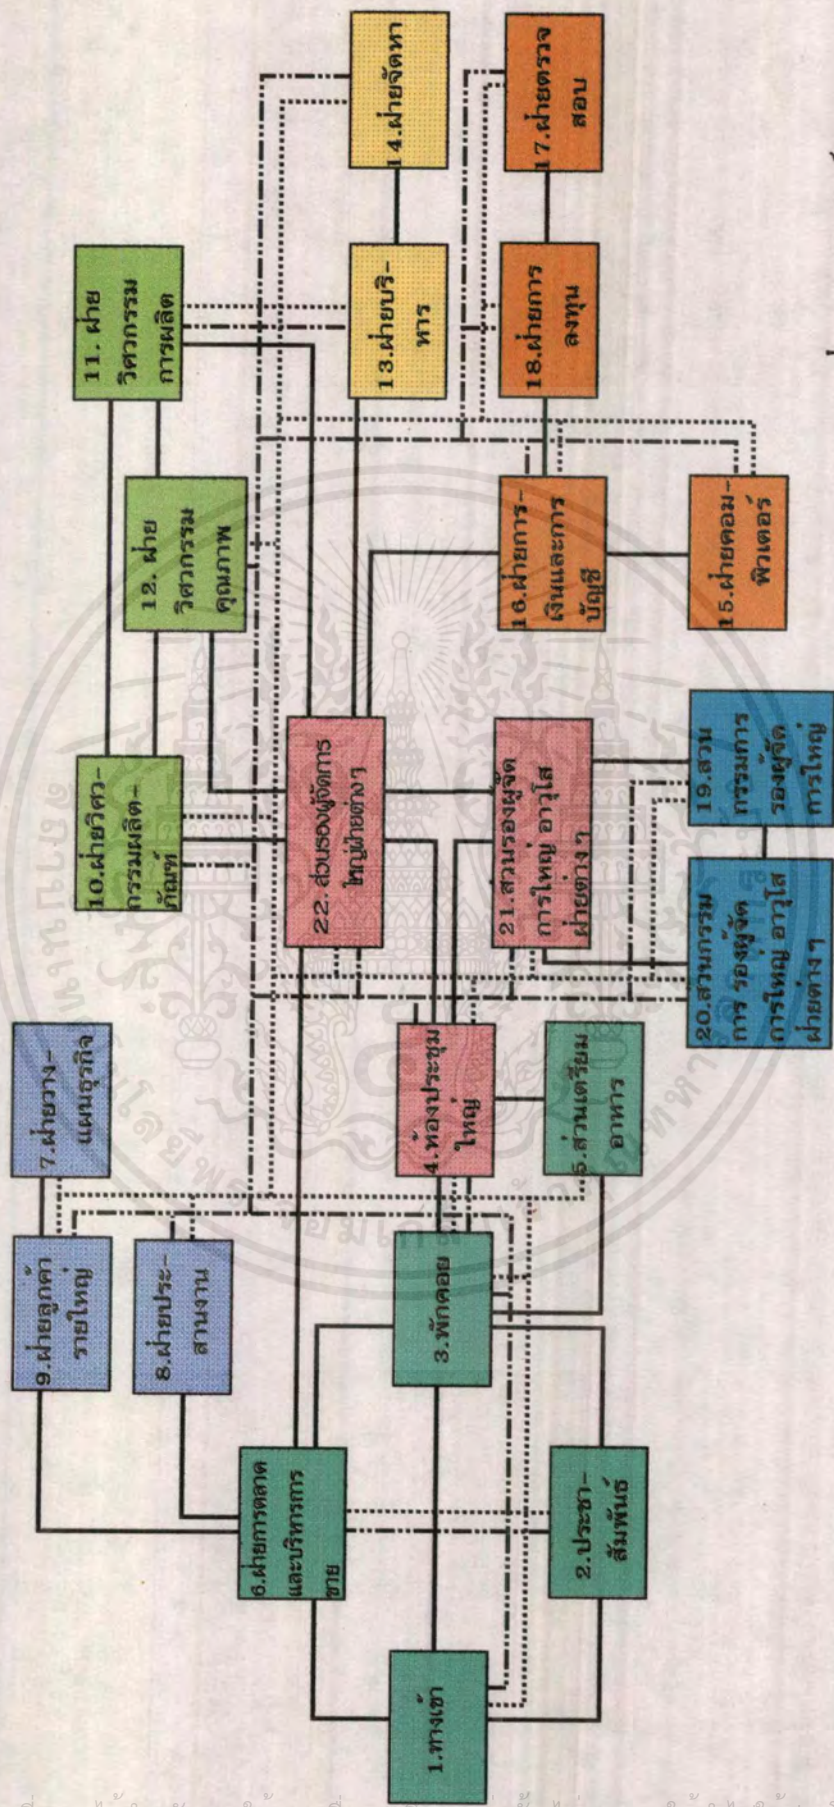 1.ทางเข้า
2.ประชา-
สัมพันธ์
3.พักคอย
4.ห้องประชุม
ใหญ่
5.ส่วนเตรียม
อาหาร
6.ฝ่ายการตลาด
และบริหารการ
ขาย
7.ฝ่ายวาง-
แผนธุรกิจ
8.ฝ่ายประ-
สานงาน
9.ฝ่ายลูกค้า
รายใหญ่
10.ฝ่ายวิศว-
กรรมผลิต-
ภัณฑ์
11. ฝ่าย
วิศวกรรม
การผลิต
12. ฝ่าย
วิศวกรรม
คุณภาพ
13.ฝ่ายบริ-
หาร
14.ฝ่ายจัดหา
15.ฝ่ายคอม-
พิวเตอร์
16.ฝ่ายการ-
เงินและการ
บัญชี
17.ฝ่ายตรวจ
สอบ
18.ฝ่ายการ
ลงทุน
19.ส่วน
กรรมการ
รองผู้จัด
การใหญ่
20.ส่วนกรรม
การ รองผู้จัด
การใหญ่ อาวุโส
ฝ่ายต่างๆ
21.ส่วนรองผู้จัด
การใหญ่ อาวุโส
ฝ่ายต่างๆ
22. ส่วนรองผู้จัดการ
ใหญ่ฝ่ายต่างๆ